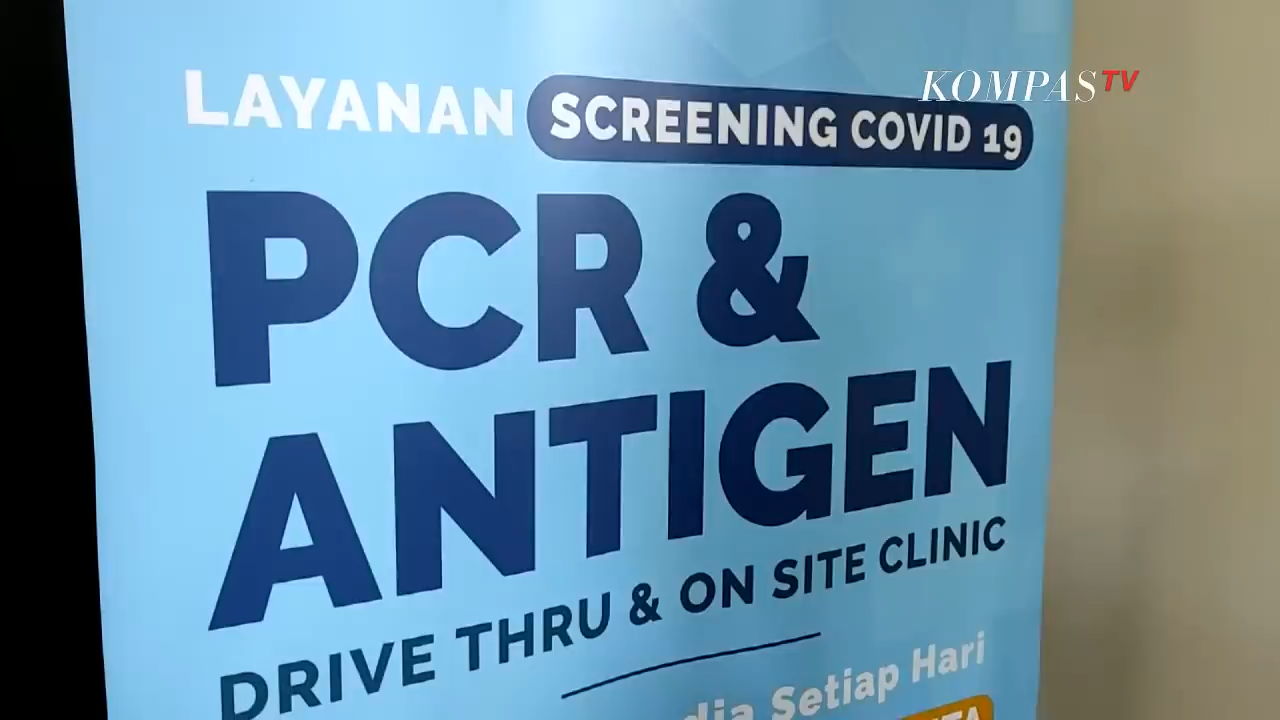 KOMPASTV
LAYANAN SCREENING COVID 19
PCR &
ANTIGEN
DRIVE THRU & ON SITE CLINIC
Setiap Hari